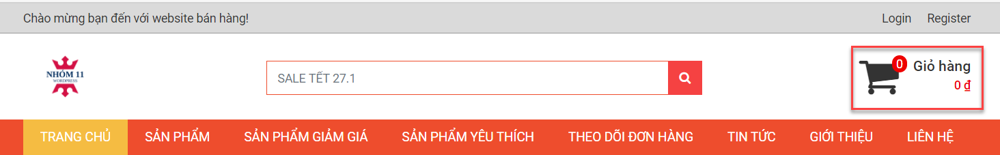 Chào mừng bạn đến với website bán hàng!
Login Register
NHÓM 11
WORDPRESS
SALE TẾT 27.1
0 Giỏ hàng
0 ₫
TRANG CHỦ SẢN PHẨM SẢN PHẨM GIẢM GIÁ SẢN PHẨM YÊU THÍCH THEO DÕI ĐƠN HÀNG TIN TỨC GIỚI THIỆU LIÊN HỆ